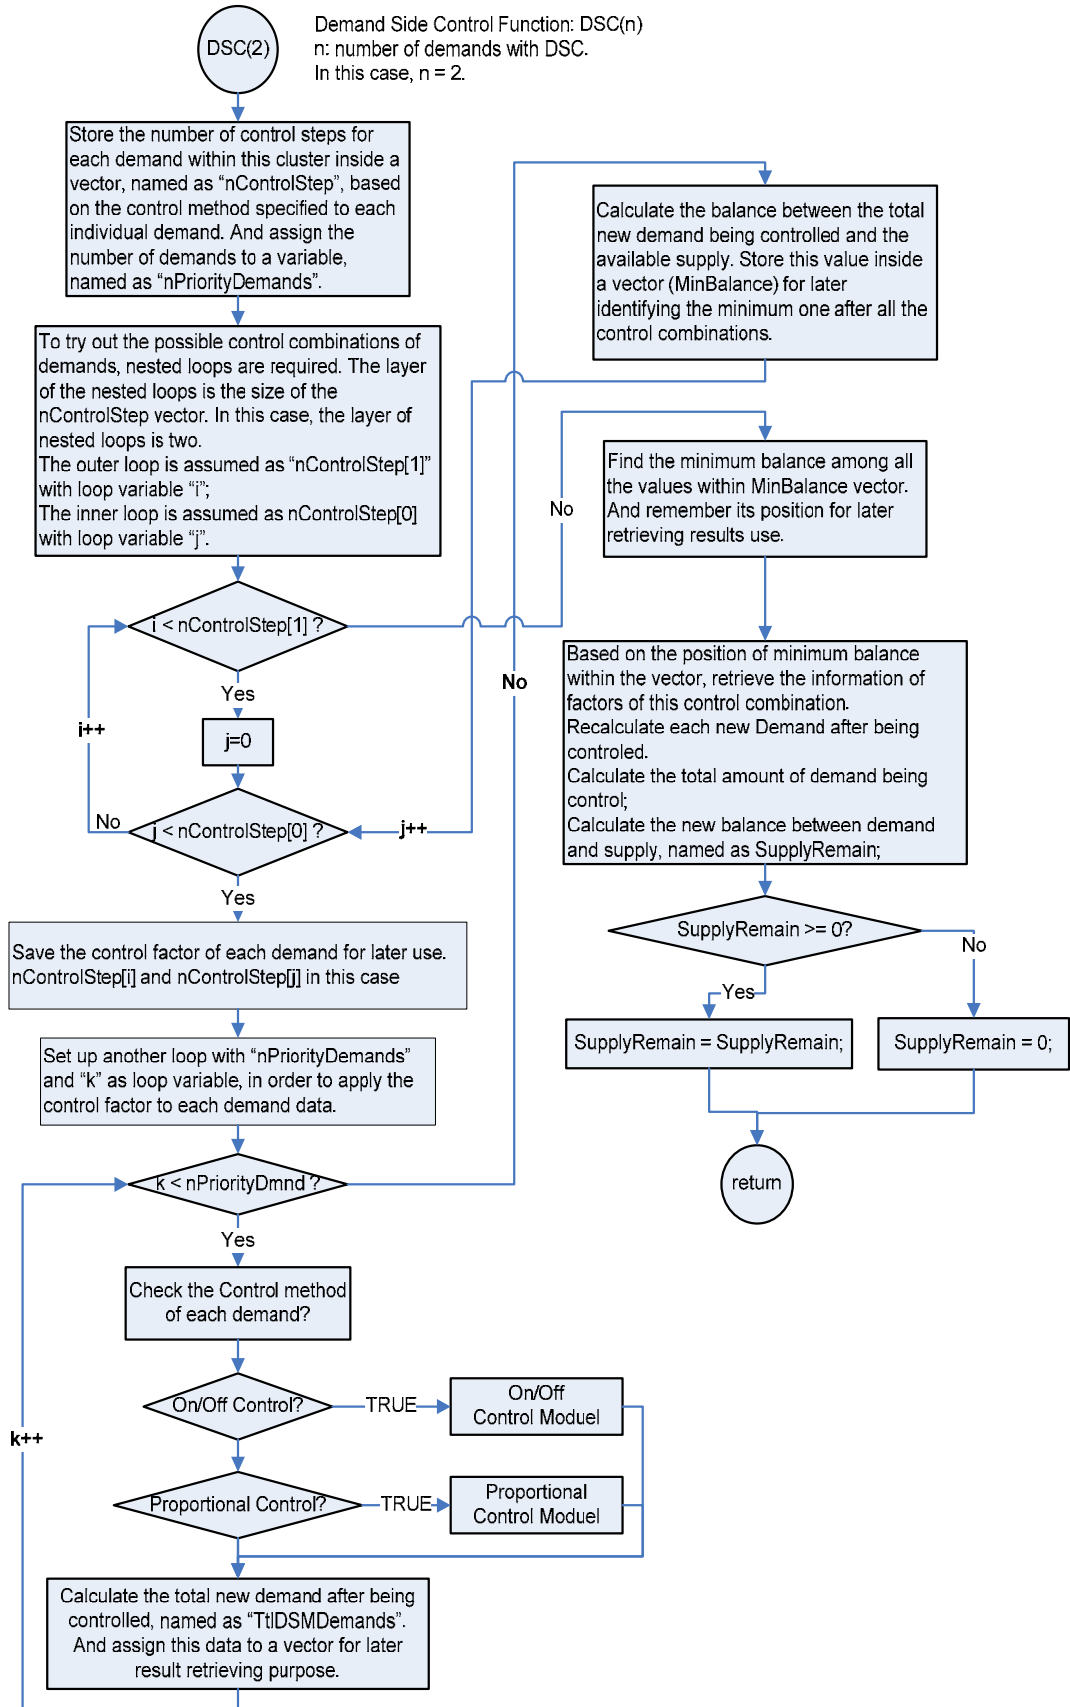 DSC(2)
Demand Side Control Function: DSC(n)
n: number of demands with DSC.
In this case, n = 2.
Store the number of control steps for
each demand within this cluster inside a
vector, named as “nControlStep”, based
on the control method specified to each
individual demand. And assign the
number of demands to a variable,
named as “nPriorityDemands”.
To try out the possible control combinations of
demands, nested loops are required. The layer
of the nested loops is the size of the
nControlStep vector. In this case, the layer of
nested loops is two.
The outer loop is assumed as “nControlStep[1]”
with loop variable “i”;
The inner loop is assumed as nControlStep[0]
with loop variable “j”.
i < nControlStep[1] ?
Yes
i++
j=0
No
j < nControlStep[0] ?
j++
Yes
Save the control factor of each demand for later use.
nControlStep[i] and nControlStep[j] in this case
Set up another loop with “nPriorityDemands”
and “k” as loop variable, in order to apply the
control factor to each demand data.
k < nPriorityDmnd ?
Yes
No
Check the Control method
of each demand?
On/Off Control?
TRUE
On/Off
Control Moduel
k++
Proportional Control?
TRUE
Proportional
Control Moduel
Calculate the total new demand after being
controlled, named as “TtlDSMDemands”.
And assign this data to a vector for later
result retrieving purpose.
Calculate the balance between the total
new demand being controlled and the
available supply. Store this value inside
a vector (MinBalance) for later
identifying the minimum one after all the
control combinations.
No
Find the minimum balance among all
the values within MinBalance vector.
And remember its position for later
retrieving results use.
Based on the position of minimum balance
within the vector, retrieve the information of
factors of this control combination.
Recalculate each new Demand after being
controled.
Calculate the total amount of demand being
control;
Calculate the new balance between demand
and supply, named as SupplyRemain;
SupplyRemain >= 0?
No
Yes
SupplyRemain = SupplyRemain;
SupplyRemain = 0;
return